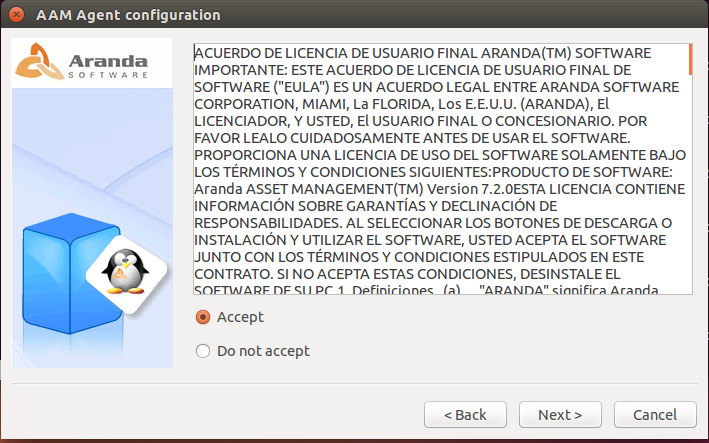 AAM Agent configuration
Aranda
SOFTWARE
ACUERDO DE LICENCIA DE USUARIO FINAL ARANDA(TM) SOFTWARE
IMPORTANTE: ESTE ACUERDO DE LICENCIA DE USUARIO FINAL DE
SOFTWARE ("EULA") ES UN ACUERDO LEGAL ENTRE ARANDA SOFTWARE
CORPORATION, MIAMI, La FLORIDA, Los E.E.U.U. (ARANDA), El
LICENCIADOR, Y USTED, El USUARIO FINAL O CONCESIONARIO. POR
FAVOR LEALO CUIDADOSAMENTE ANTES DE USAR EL SOFTWARE.
PROPORCIONA UNA LICENCIA DE USO DEL SOFTWARE SOLAMENTE BAJO
LOS TÉRMINOS Y CONDICIONES SIGUIENTES:PRODUCTO DE SOFTWARE:
Aranda ASSET MANAGEMENT(TM) Version 7.2.0ESTA LICENCIA CONTIENE
INFORMACIÓN SOBRE GARANTÍAS Y DECLINACIÓN DE
RESPONSABILIDADES. AL SELECCIONAR LOS BOTONES DE DESCARGA O
INSTALACIÓN Y UTILIZAR EL SOFTWARE, USTED ACEPTA EL SOFTWARE
JUNTO CON LOS TÉRMINOS Y CONDICIONES ESTIPULADOS EN ESTE
CONTRATO. SI NO ACEPTA ESTAS CONDICIONES, DESINSTALE EL
SOFTWARE DE SU PC.1. Definiciones. (a) "ARANDA" significa Aranda
Accept
Do not accept
< Back
Next >
Cancel